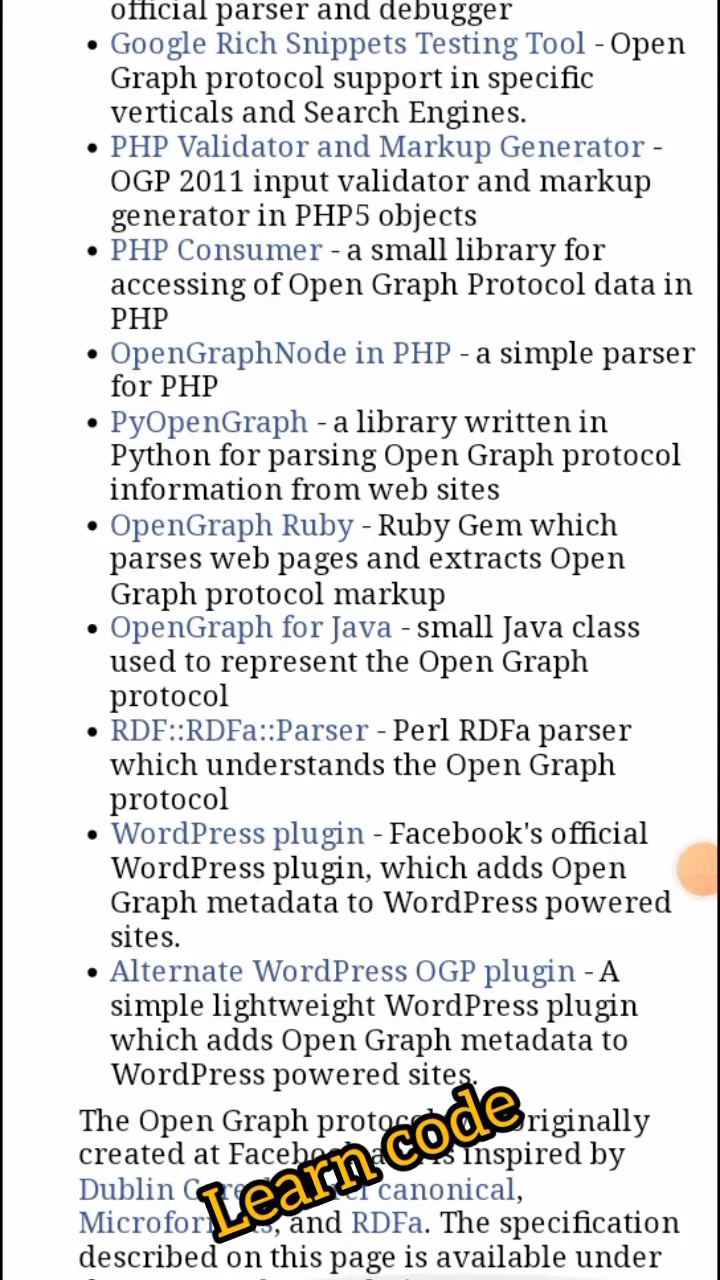 official parser and debugger
• Google Rich Snippets Testing Tool - Open
Graph protocol support in specific
verticals and Search Engines.
• PHP Validator and Markup Generator -
OGP 2011 input validator and markup
generator in PHP5 objects
• PHP Consumer - a small library for
accessing of Open Graph Protocol data in
PHP
• OpenGraphNode in PHP - a simple parser
for PHP
• PyOpenGraph - a library written in
Python for parsing Open Graph protocol
information from web sites
• OpenGraph Ruby - Ruby Gem which
parses web pages and extracts Open
Graph protocol markup
• OpenGraph for Java - small Java class
used to represent the Open Graph
protocol
• RDF::RDFa::Parser - Perl RDFa parser
which understands the Open Graph
protocol
• WordPress plugin - Facebook's official
WordPress plugin, which adds Open
Graph metadata to WordPress powered
sites.
• Alternate WordPress OGP plugin - A
simple lightweight WordPress plugin
which adds Open Graph metadata to
WordPress powered sites.
The Open Graph originally
created at inspired by
Dublin canonical,
and RDFa. The specification
described on this page is available under
Learn code